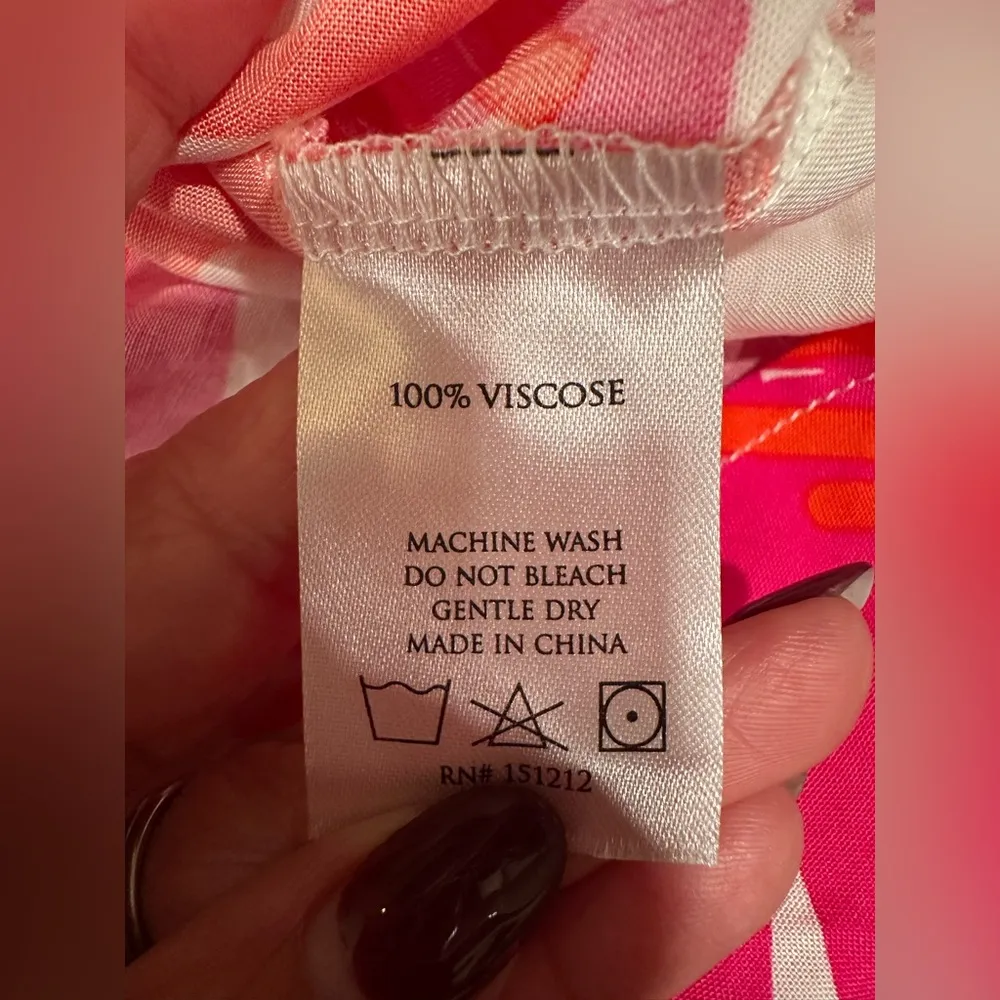 100% VISCOSE
MACHINE WASH
DO NOT BLEACH
GENTLE DRY
MADE IN CHINA
RN# 151212